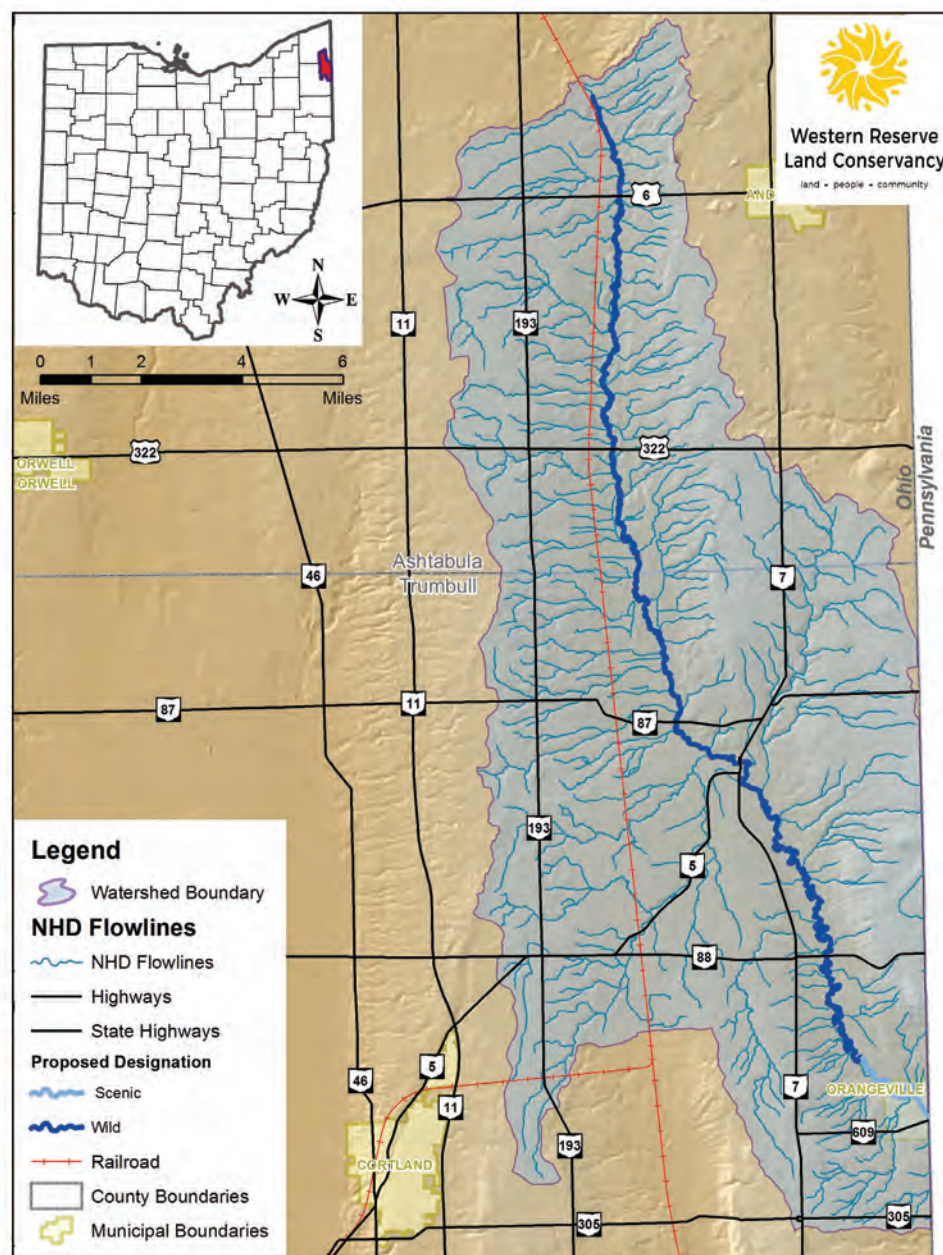 N
W
E
S
0
1
2
4
6
Miles
Miles
Western Reserve
Land Conservancy
land • people • community
6
AND
11
193
322
322
ORWELL
ORWELL
Ohio
Pennsylvania
Ashtabula
Trumbull
46
7
87
11
87
193
5
88
5
46
11
7
ORANGEVILLE
609
193
CORTLAND
305
305
Legend
Watershed Boundary
NHD Flowlines
NHD Flowlines
Highways
State Highways
Proposed Designation
Scenic
Wild
Railroad
County Boundaries
Municipal Boundaries